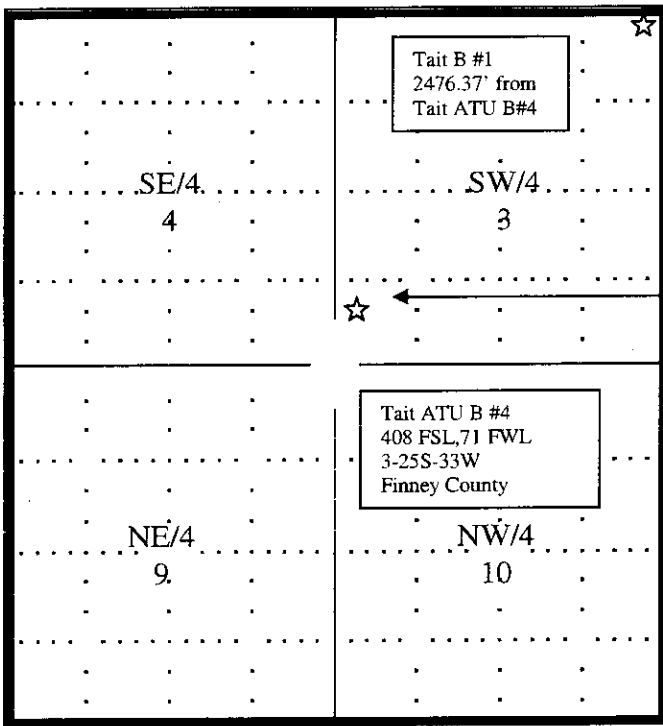 Tait B #1
2476.37' from
Tait ATU B#4
SE/4
4
SW/4
3
Tait ATU B #4
408 FSL,71 FWL
3-25S-33W
Finney County
NE/4
9
NW/4
10